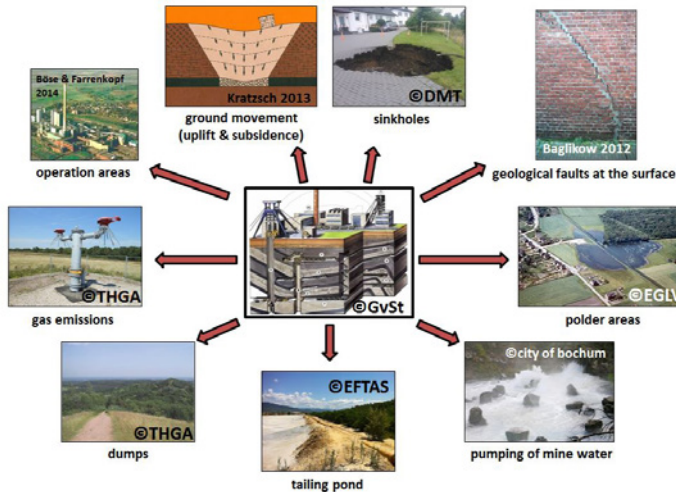 Böse & Farrenkopf
2014
operation areas
Kratzsch 2013
ground movement
(uplift & subsidence)
©DMT
sinkholes
Baglikow 2012
geological faults at the surface
©THGA
gas emissions
©GvSt
©EGLV
polder areas
©THGA
dumps
©EFTAS
tailing pond
©city of bochum
pumping of mine water